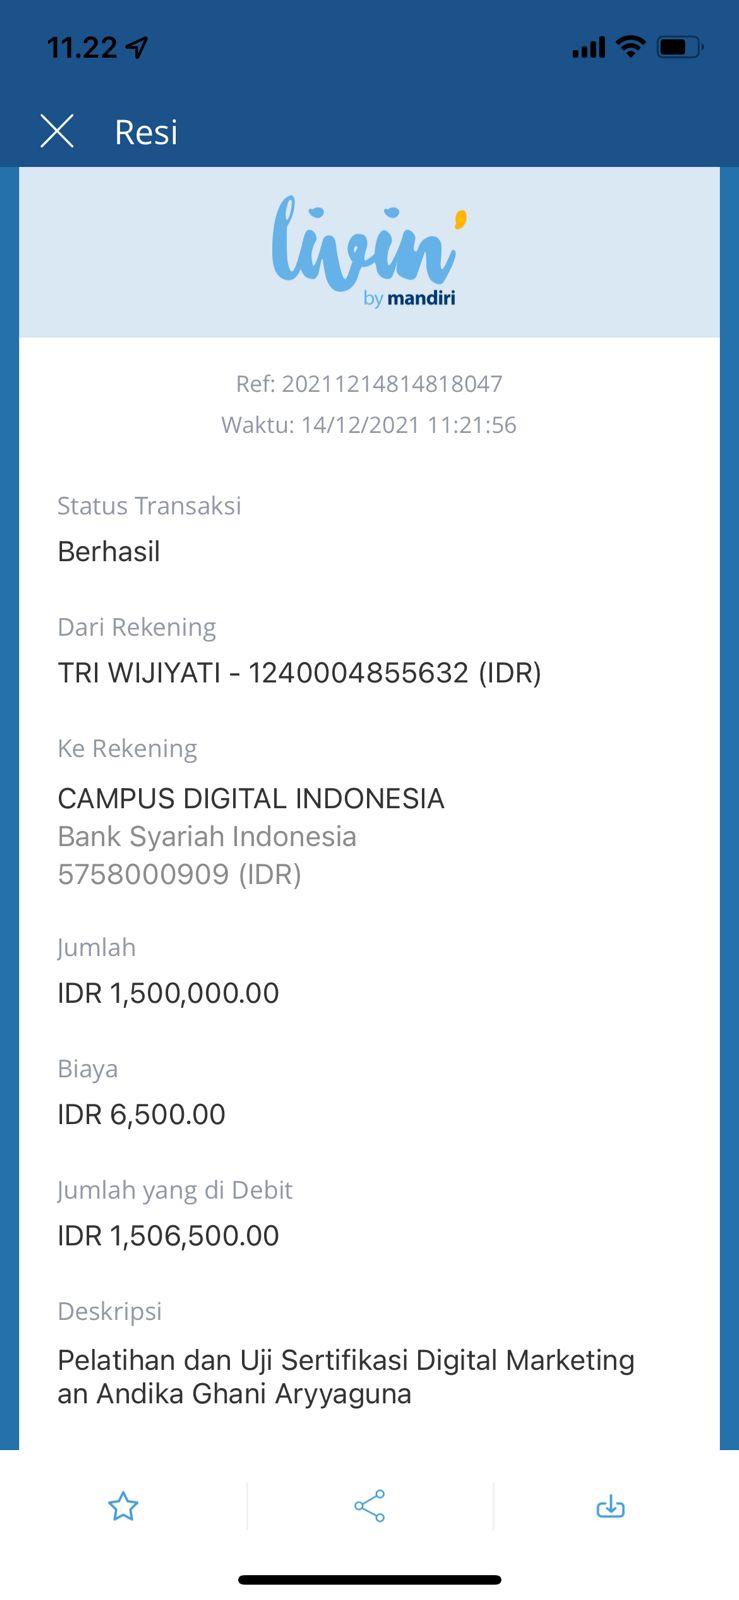 11.22
Resi
livin'
by mandiri
Ref: 20211214814818047
Waktu: 14/12/2021 11:21:56
Status Transaksi
Berhasil
Dari Rekening
TRI WIJIYATI - 1240004855632 (IDR)
Ke Rekening
CAMPUS DIGITAL INDONESIA
Bank Syariah Indonesia
5758000909 (IDR)
Jumlah
IDR 1,500,000.00
Biaya
IDR 6,500.00
Jumlah yang di Debit
IDR 1,506,500.00
Deskripsi
Pelatihan dan Uji Sertifikasi Digital Marketing
an Andika Ghani Aryyaguna